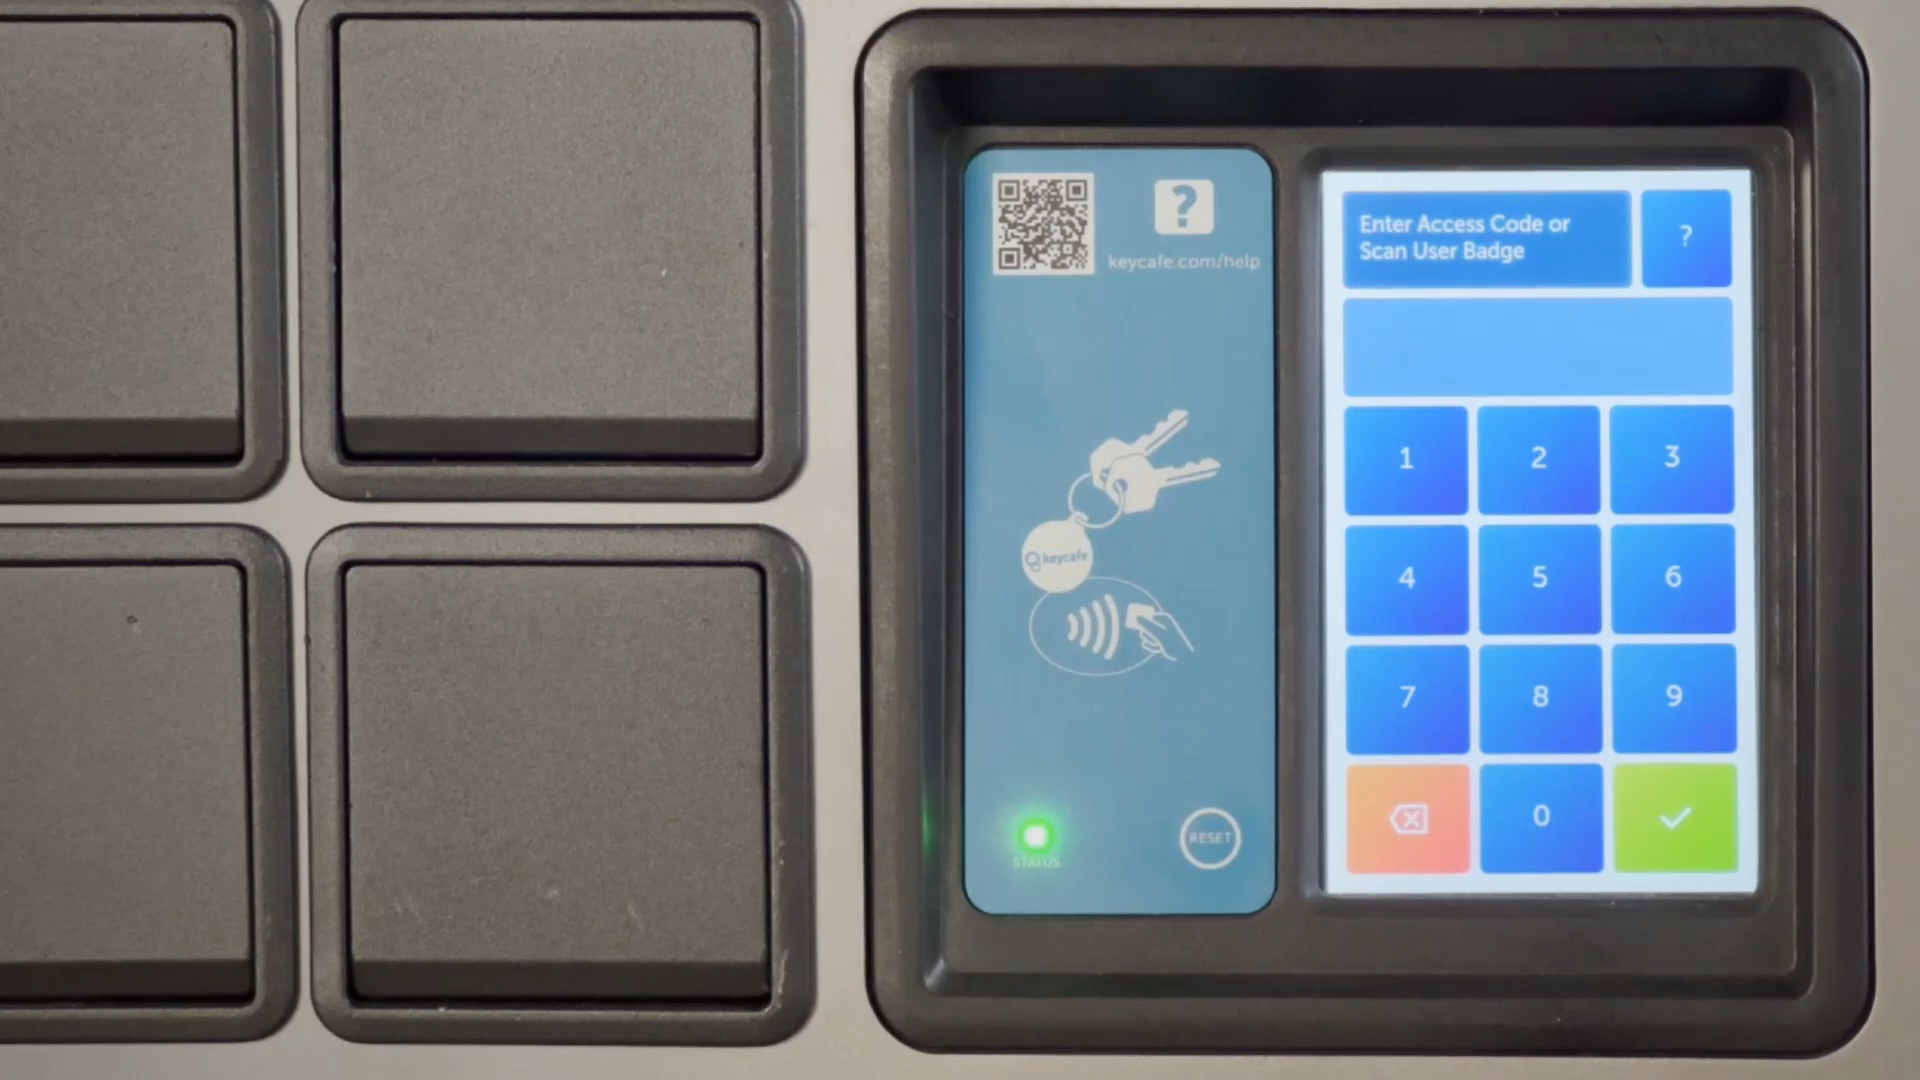 ?
keycafe.com/help
keycafe
STATUS
RESET
Enter Access Code or
Scan User Badge
?
1 2 3
4 5 6
7 8 9
0